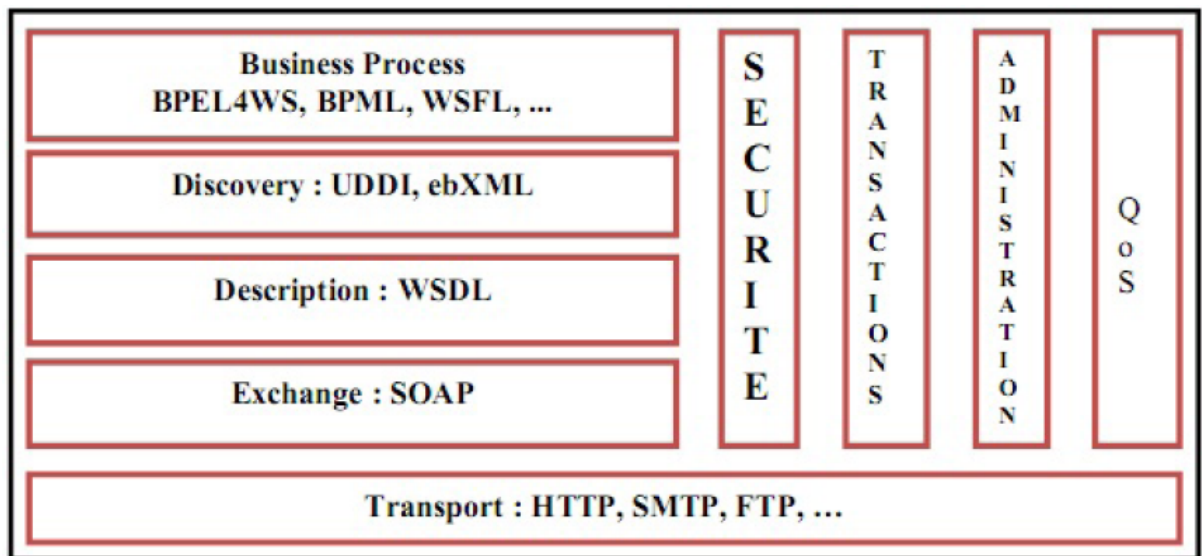 Business Process
BPEL4WS, BPML, WSFL, ...
Discovery : UDDI, ebXML
Description : WSDL
Exchange : SOAP
SECURITE
TRANSACTIONS
ADMINISTRATION
QoS
Transport : HTTP, SMTP, FTP, ...